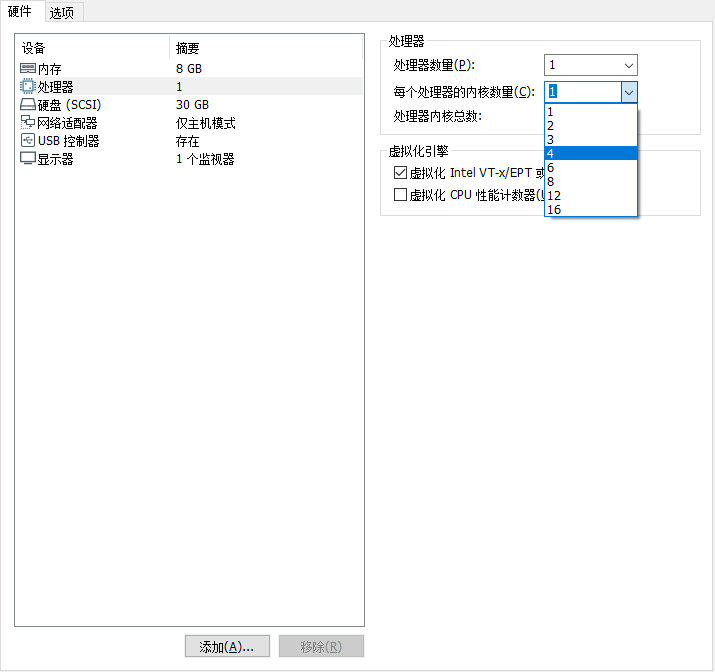 硬件 选项
设备 摘要
内存 8 GB
处理器 1
硬盘 (SCSI) 30 GB
网络适配器 仅主机模式
USB 控制器 存在
显示器 1 个监视器
添加(A)... 移除(R)
处理器
处理器数量(P): 1
每个处理器的内核数量(C): 1
处理器内核总数:
1
2
3
4
6
8
12
16
虚拟化引擎
虚拟化 Intel VT-x/EPT 或
虚拟化 CPU 性能计数器(U